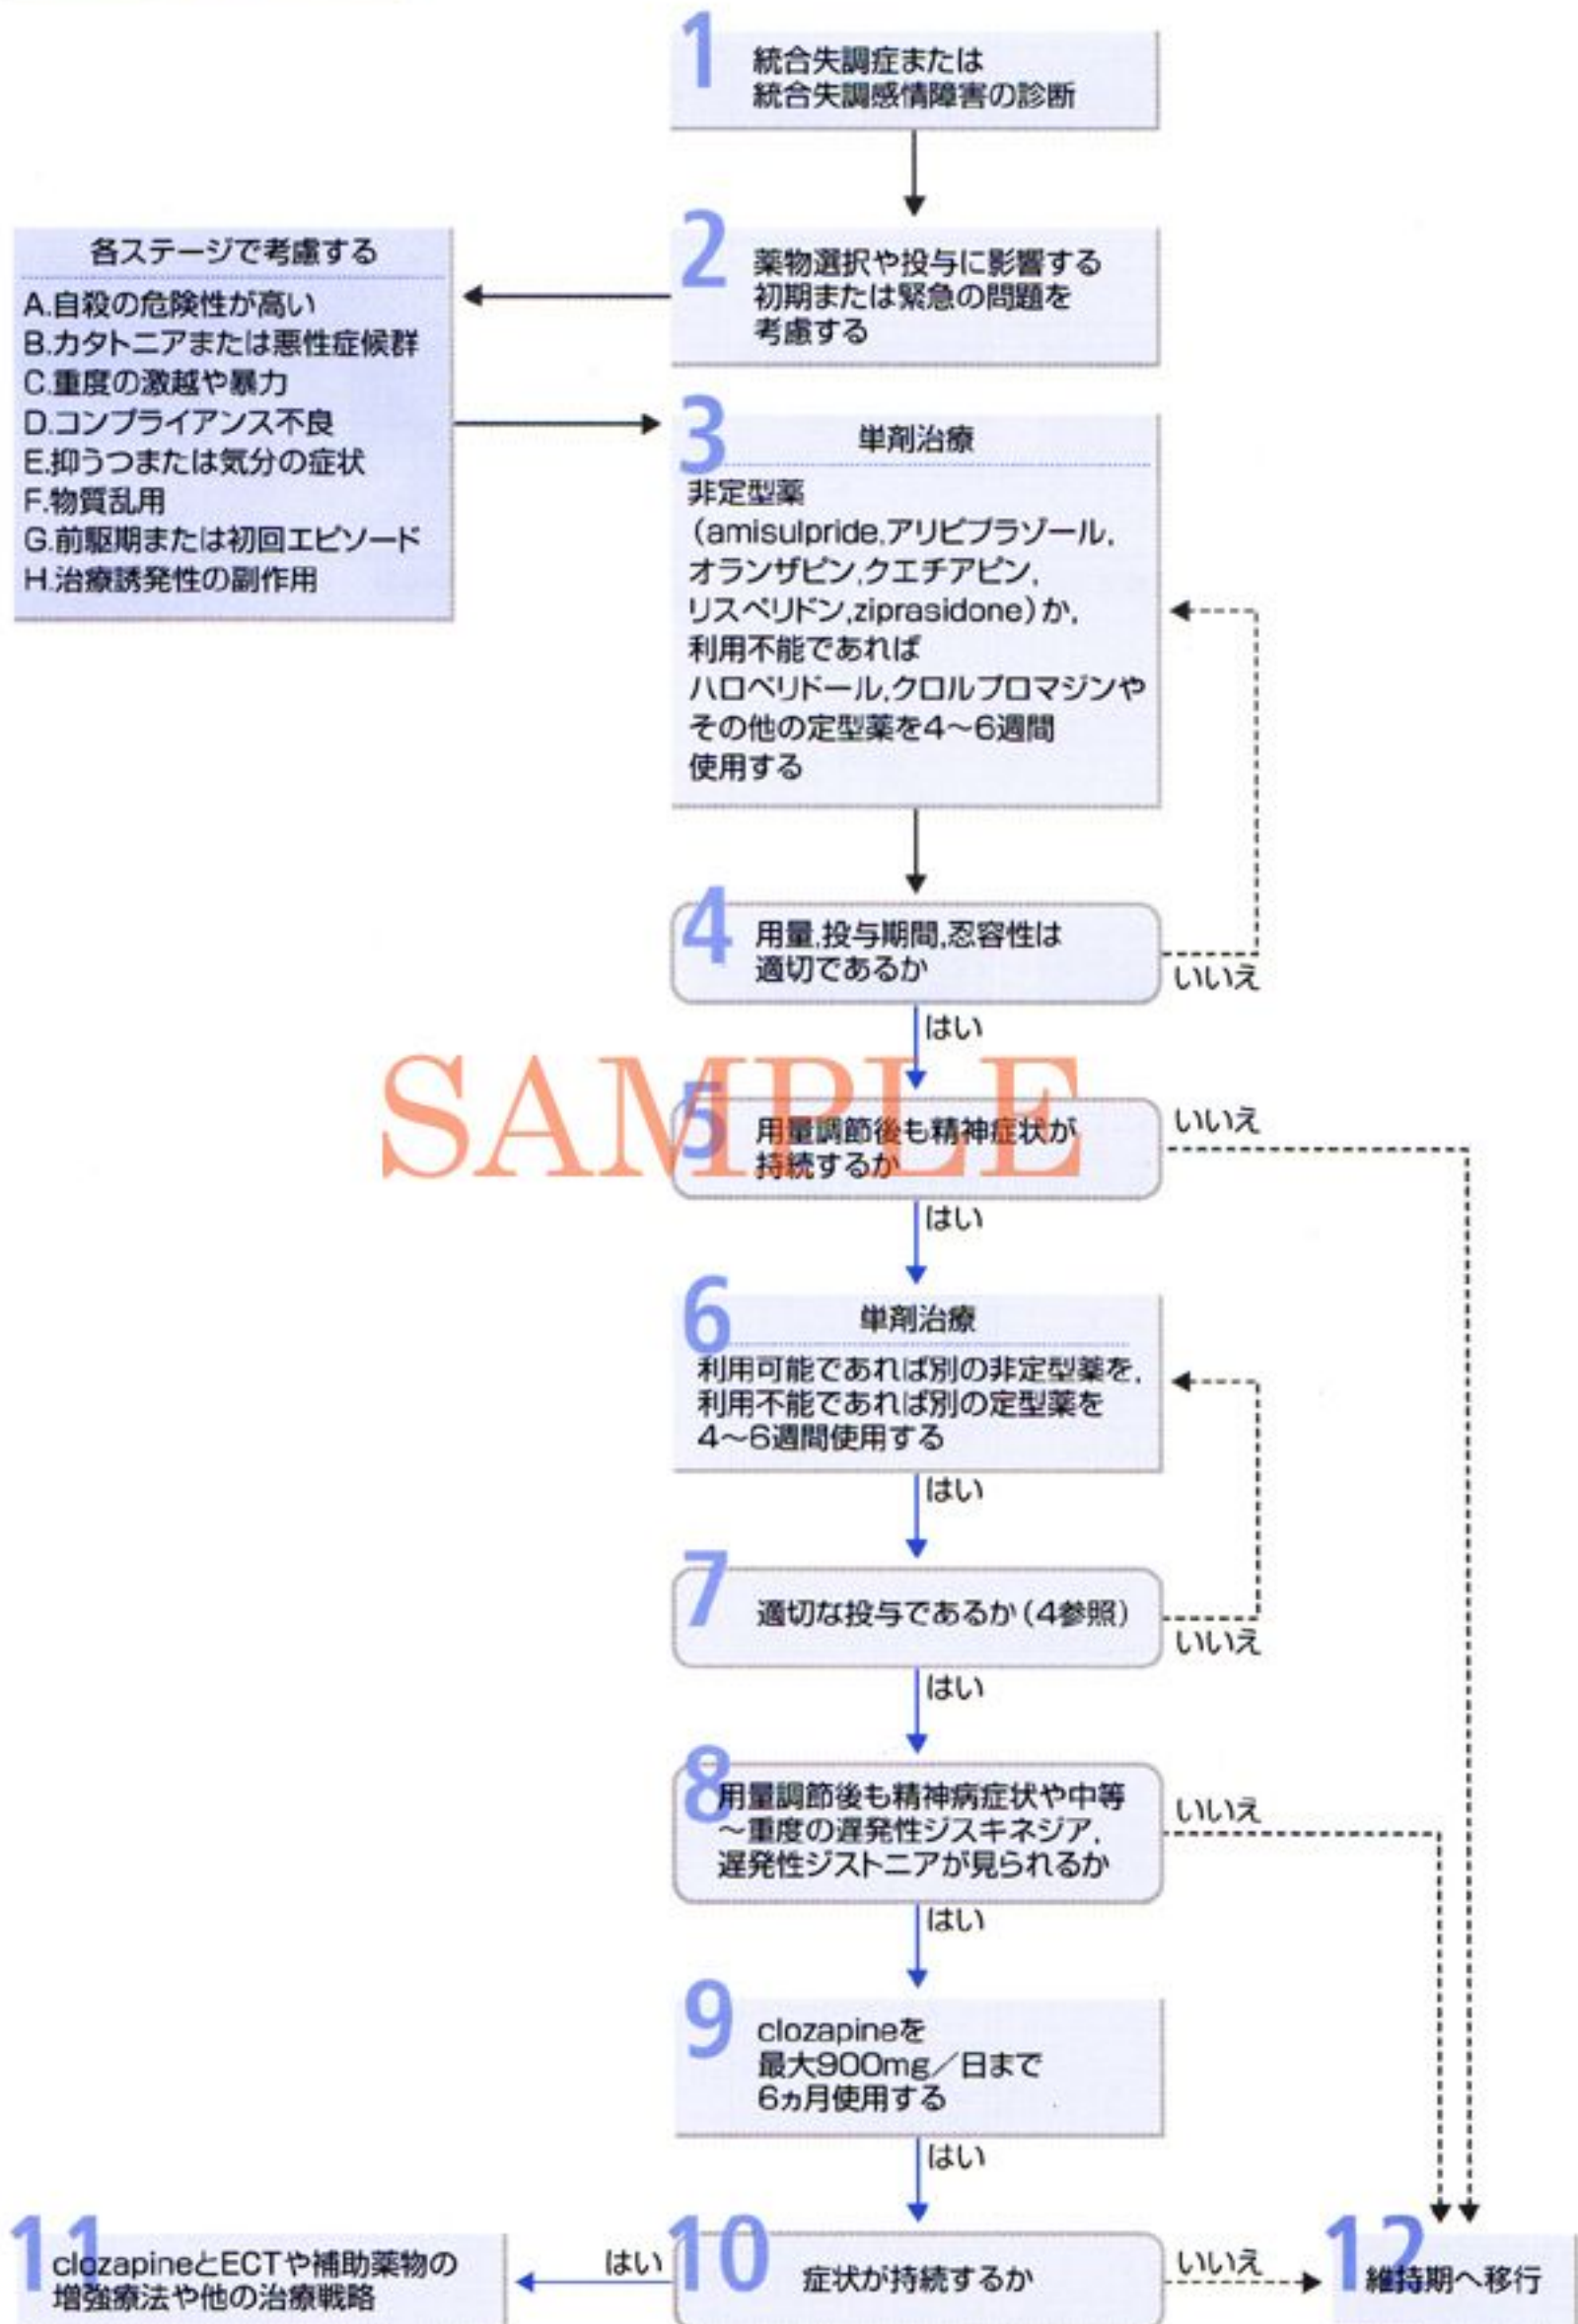 1
統合失調症または
統合失調感情障害の診断
2
薬物選択や投与に影響する
初期または緊急の問題を
考慮する
各ステージで考慮する
A.自殺の危険性が高い
B.カタトニアまたは悪性症候群
C.重度の激越や暴力
D.コンプライアンス不良
E.抑うつまたは気分の症状
F.物質乱用
G.前駆期または初回エピソード
H.治療誘発性の副作用
3
単剤治療
非定型薬
(amisulpride,アリピプラゾール,
オランザピン,クエチアピン,
リスペリドン,ziprasidone)か,
利用不能であれば
ハロペリドール,クロルプロマジンや
その他の定型薬を4～6週間
使用する
4
用量,投与期間,忍容性は
適切であるか
いいえ
はい
SAMPLE
5
用量調節後も精神症状が
持続するか
いいえ
はい
6
単剤治療
利用可能であれば別の非定型薬を,
利用不能であれば別の定型薬を
4～6週間使用する
はい
7
適切な投与であるか(4参照)
いいえ
はい
8
用量調節後も精神病症状や中等
～重度の遅発性ジスキネジア,
遅発性ジストニアが見られるか
いいえ
はい
9
clozapineを
最大900mg／日まで
6ヵ月使用する
はい
10
症状が持続するか
はい
いいえ
11
clozapineとECTや補助薬物の
増強療法や他の治療戦略
12
維持期へ移行